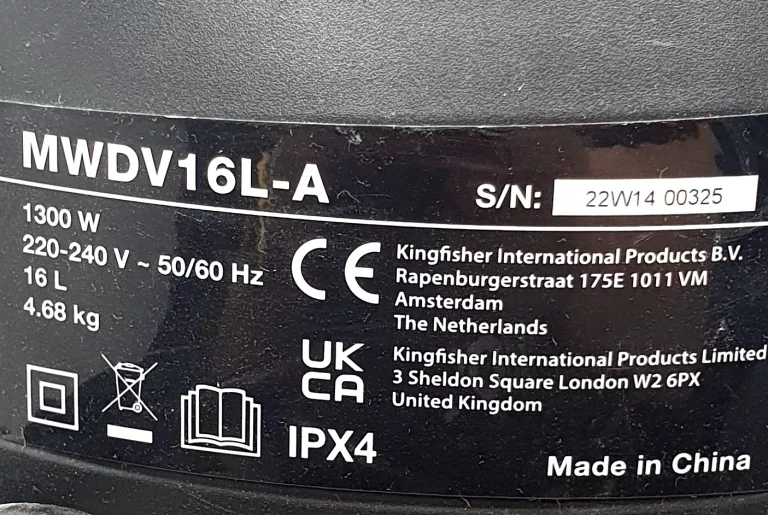 MWDV16L-A
S/N: 22W14 00325
1300 W
220-240 V ~ 50/60 Hz
16 L
4.68 kg
CE
Kingfisher International Products B.V.
Rapenburgerstraat 175E 1011 VM
Amsterdam
The Netherlands
UK
CA
Kingfisher International Products Limited
3 Sheldon Square London W2 6PX
United Kingdom
IPX4
Made in China